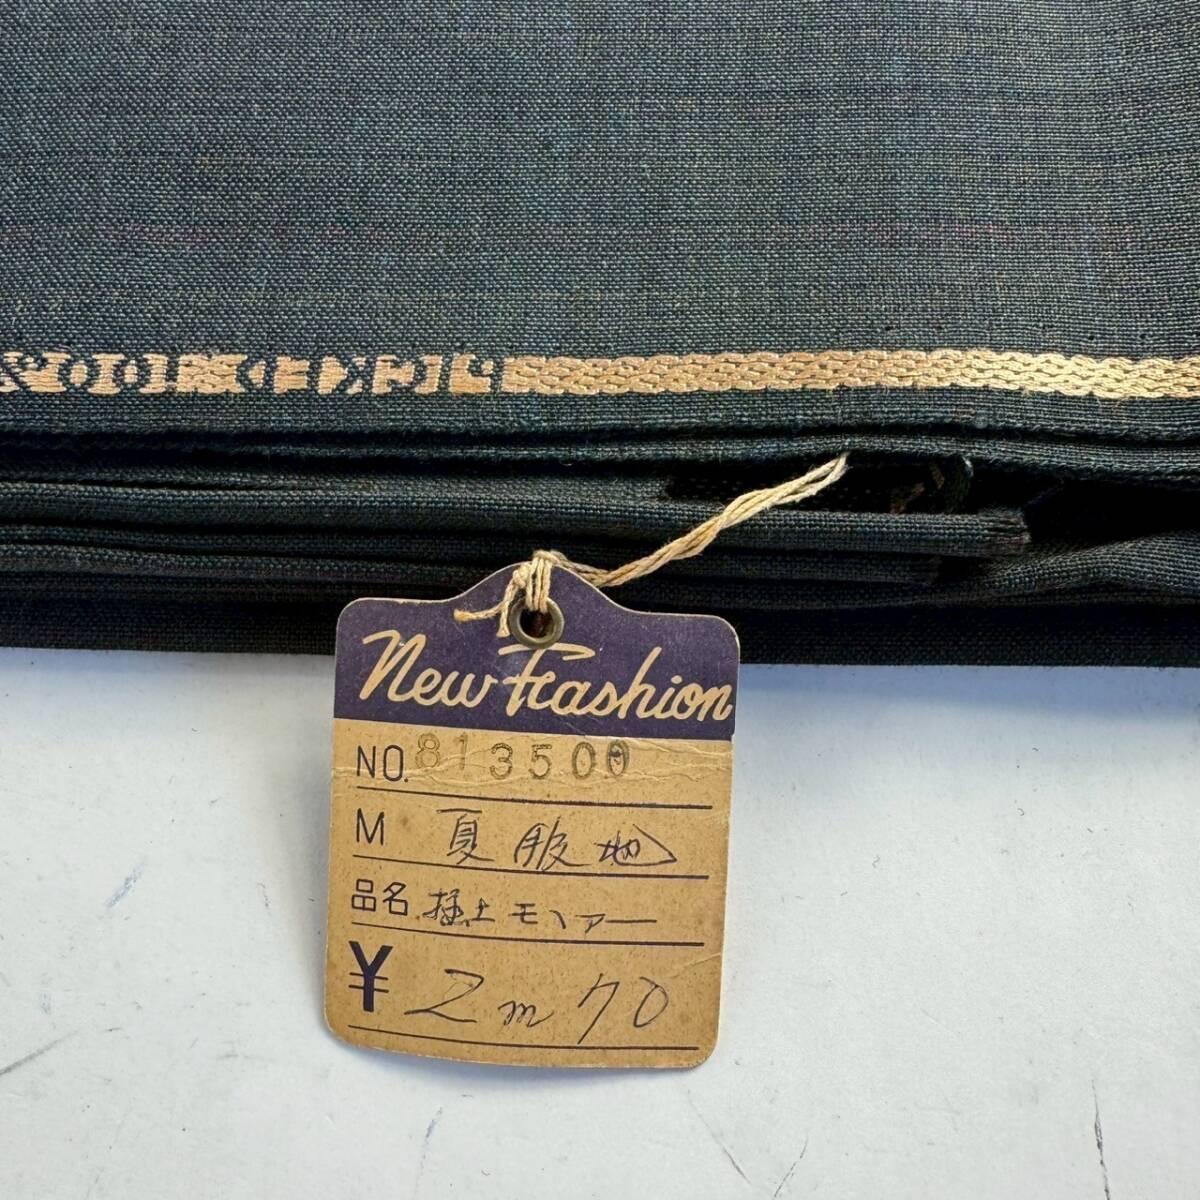 New Fashion
NO. 813500
M 夏服地
品名 極上モヘアー
¥ 2m70